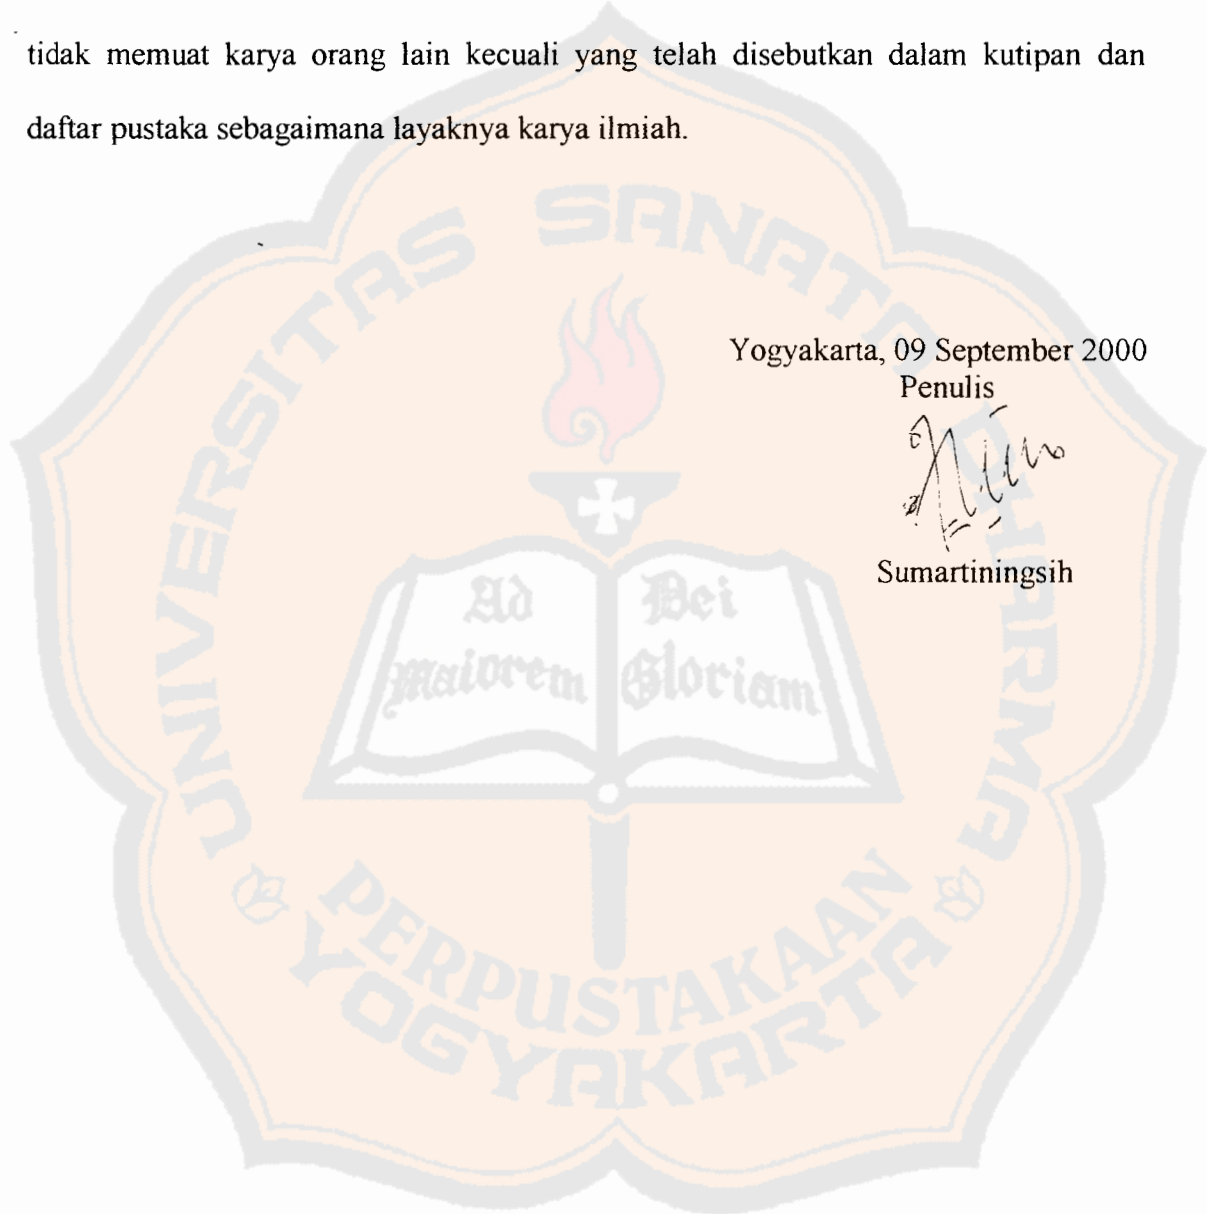 tidak memuat karya orang lain kecuali yang telah disebutkan dalam kutipan dan
daftar pustaka sebagaimana layaknya karya ilmiah.
UNIVERSITAS SANATA DHARMA
Yogyakarta, 09 September 2000
Penulis
Sumartiningsih
Ad Dei
maiorem Gloriam
PERPUSTAKAAN
YOGYAKARTA